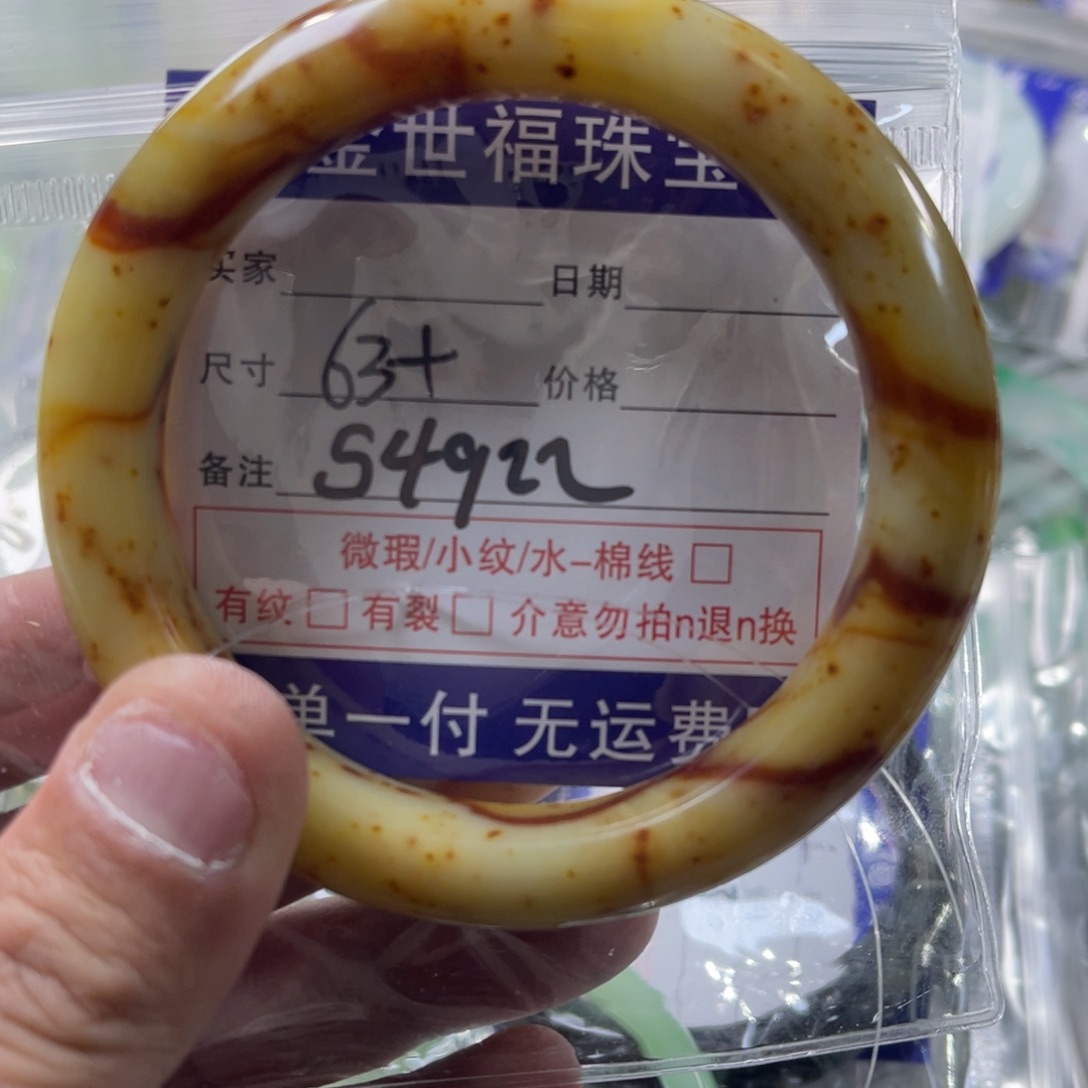 金世福珠宝
买家 日期
尺寸 63+ 价格
备注 S4922
微瑕/小纹/水-棉线 □
有纹 □ 有裂 □ 介意勿拍n退n换
单一付 无运费